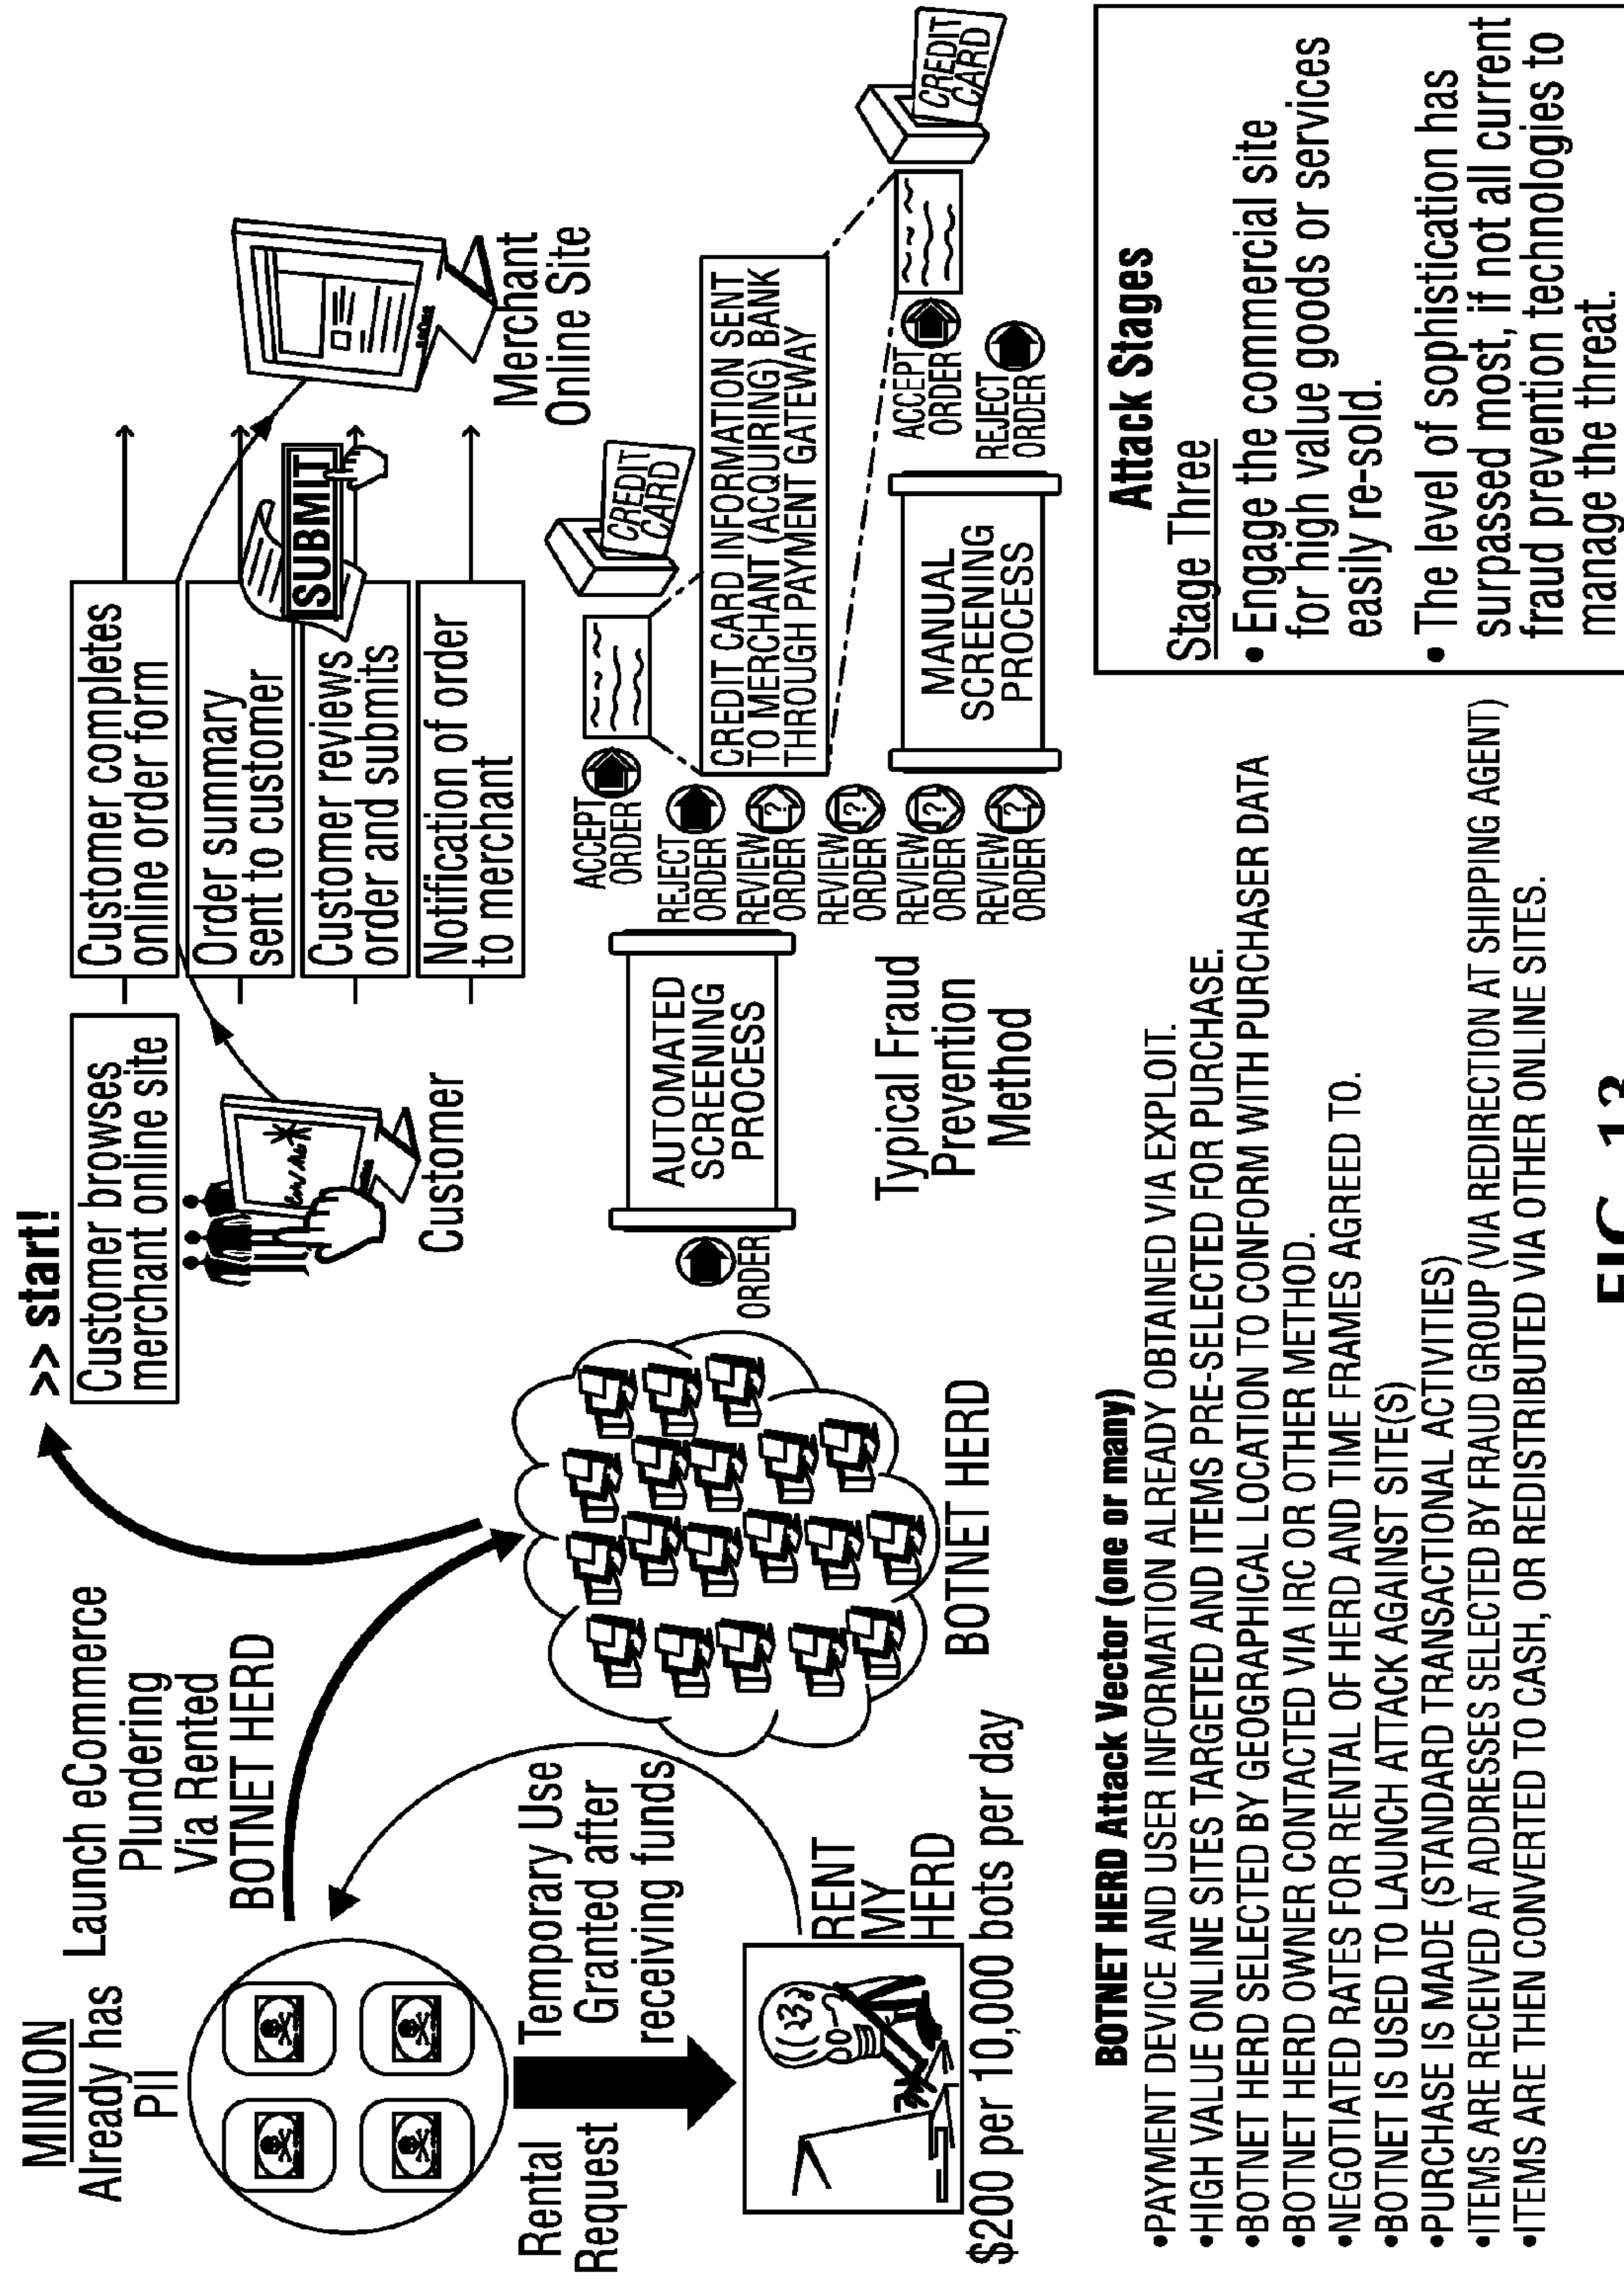 MINION
Already has
PII
Launch eCommerce
Plundering
Via Rented
BOTNET HERD
>> start!
Customer browses
merchant online site
Customer
Customer completes
online order form
Order summary
sent to customer
Customer reviews
order and submits
Notification of order
to merchant
SUBMIT
Merchant
Online Site
Rental
Request
Temporary Use
Granted after
receiving funds
RENT
MY
HERD
$200 per 10,000 bots per day
BOTNET HERD
ORDER
AUTOMATED
SCREENING
PROCESS
Typical Fraud
Prevention
Method
ACCEPT
ORDER
REJECT
ORDER
REVIEW
ORDER
?
REVIEW
ORDER
?
REVIEW
ORDER
?
REVIEW
ORDER
?
CREDIT
CARD
CREDIT CARD INFORMATION SENT
TO MERCHANT (ACQUIRING) BANK
THROUGH PAYMENT GATEWAY
MANUAL
SCREENING
PROCESS
ACCEPT
ORDER
REJECT
ORDER
CREDIT
CARD
BOTNET HERD Attack Vector (one or many)
•PAYMENT DEVICE AND USER INFORMATION ALREADY OBTAINED VIA EXPLOIT.
•HIGH VALUE ONLINE SITES TARGETED AND ITEMS PRE-SELECTED FOR PURCHASE.
•BOTNET HERD SELECTED BY GEOGRAPHICAL LOCATION TO CONFORM WITH PURCHASER DATA
•BOTNET HERD OWNER CONTACTED VIA IRC OR OTHER METHOD.
•NEGOTIATED RATES FOR RENTAL OF HERD AND TIME FRAMES AGREED TO.
•BOTNET IS USED TO LAUNCH ATTACK AGAINST SITE(S)
•PURCHASE IS MADE (STANDARD TRANSACTIONAL ACTIVITIES)
•ITEMS ARE RECEIVED AT ADDRESSES SELECTED BY FRAUD GROUP (VIA REDIRECTION AT SHIPPING AGENT)
•ITEMS ARE THEN CONVERTED TO CASH, OR REDISTRIBUTED VIA OTHER ONLINE SITES.
Attack Stages
Stage Three
• Engage the commercial site
for high value goods or services
easily re-sold.
• The level of sophistication has
surpassed most, if not all current
fraud prevention technologies to
manage the threat.